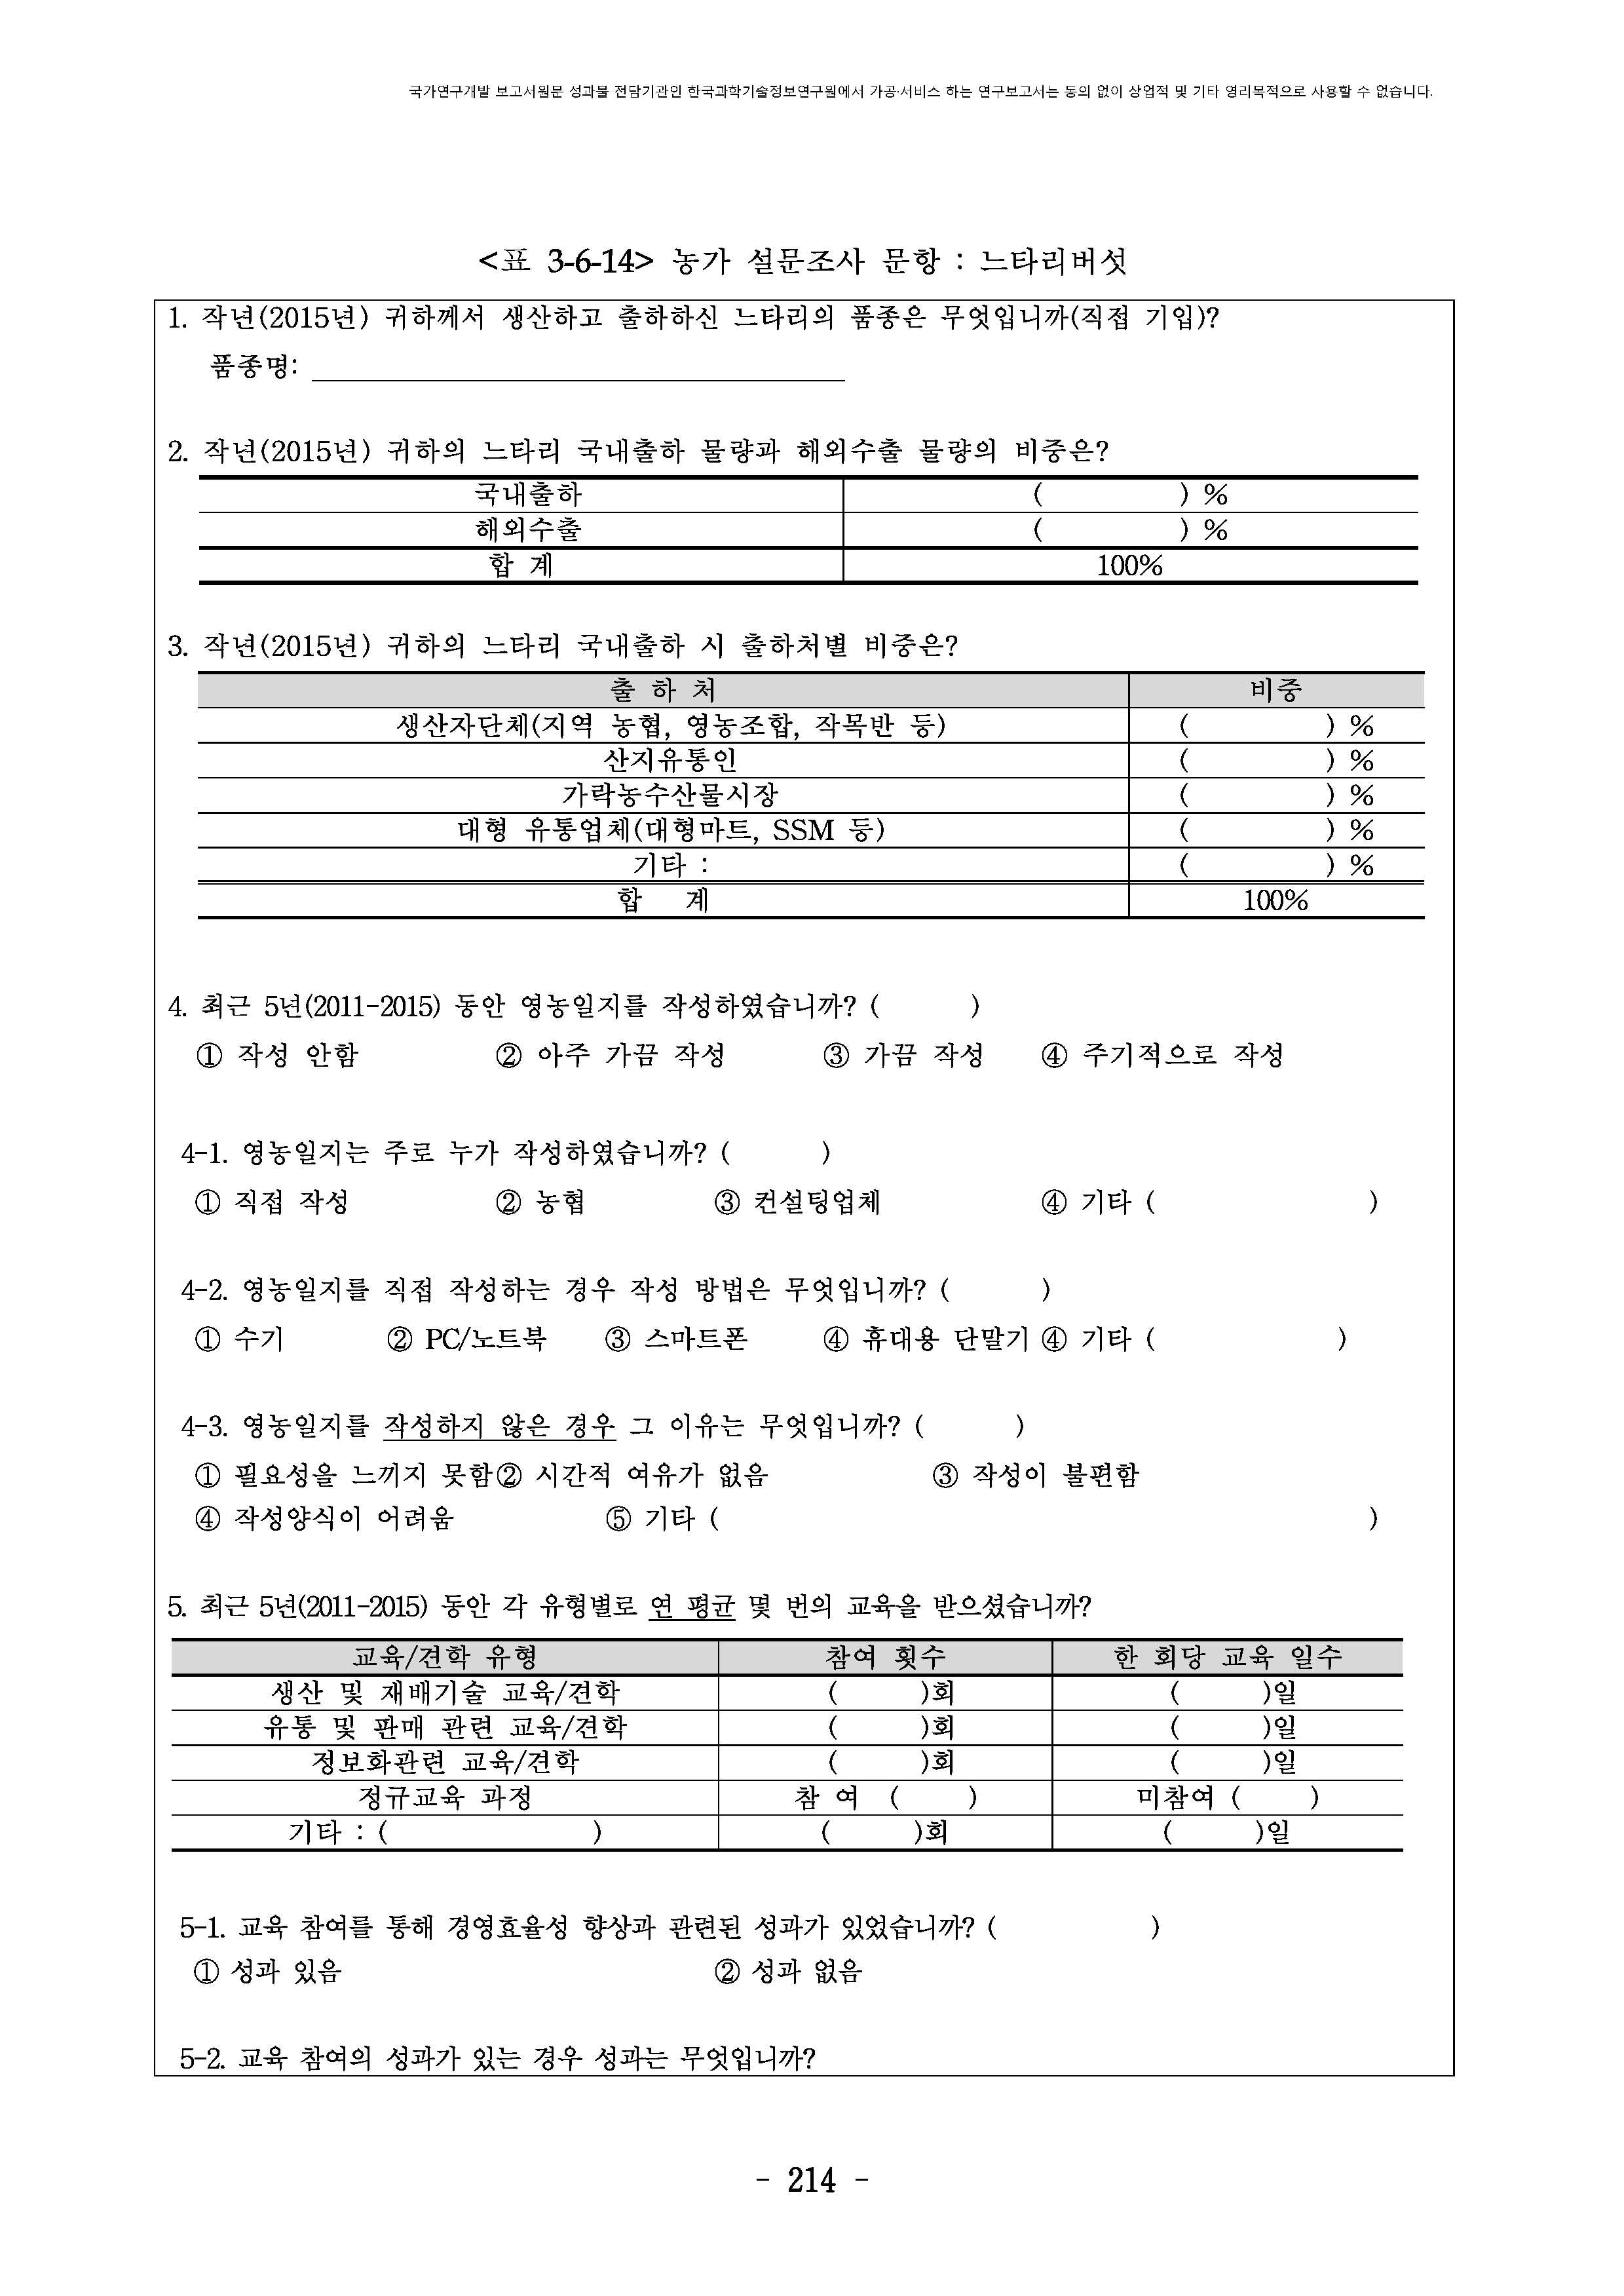 국가연구개발 보고서원문 성과물 전담기관인 한국과학기술정보연구원에서 가공·서비스 하는 연구보고서는 동의 없이 상업적 및 기타 영리목적으로 사용할 수 없습니다.
<표 3-6-14> 농가 설문조사 문항 : 느타리버섯
1. 작년(2015년) 귀하께서 생산하고 출하하신 느타리의 품종은 무엇입니까(직접 기입)?
품종명:
2. 작년(2015년) 귀하의 느타리 국내출하 물량과 해외수출 물량의 비중은?
국내출하 ( ) %
해외수출 ( ) %
합 계 100%
3. 작년(2015년) 귀하의 느타리 국내출하 시 출하처별 비중은?
출 하 처 비중
생산자단체(지역 농협, 영농조합, 작목반 등) ( ) %
산지유통인 ( ) %
가락농수산물시장 ( ) %
대형 유통업체(대형마트, SSM 등) ( ) %
기타 : ( ) %
합 계 100%
4. 최근 5년(2011-2015) 동안 영농일지를 작성하였습니까? ( )
① 작성 안함 ② 아주 가끔 작성 ③ 가끔 작성 ④ 주기적으로 작성
4-1. 영농일지는 주로 누가 작성하였습니까? ( )
① 직접 작성 ② 농협 ③ 컨설팅업체 ④ 기타 ( )
4-2. 영농일지를 직접 작성하는 경우 작성 방법은 무엇입니까? ( )
① 수기 ② PC/노트북 ③ 스마트폰 ④ 휴대용 단말기 ④ 기타 ( )
4-3. 영농일지를 작성하지 않은 경우 그 이유는 무엇입니까? ( )
① 필요성을 느끼지 못함② 시간적 여유가 없음 ③ 작성이 불편함
④ 작성양식이 어려움 ⑤ 기타 ( )
5. 최근 5년(2011-2015) 동안 각 유형별로 연 평균 몇 번의 교육을 받으셨습니까?
교육/견학 유형 참여 횟수 한 회당 교육 일수
생산 및 재배기술 교육/견학 ( )회 ( )일
유통 및 판매 관련 교육/견학 ( )회 ( )일
정보화관련 교육/견학 ( )회 ( )일
정규교육 과정 참 여 ( ) 미참여 ( )
기타 : ( ) ( )회 ( )일
5-1. 교육 참여를 통해 경영효율성 향상과 관련된 성과가 있었습니까? ( )
① 성과 있음 ② 성과 없음
5-2. 교육 참여의 성과가 있는 경우 성과는 무엇입니까?
- 214 -